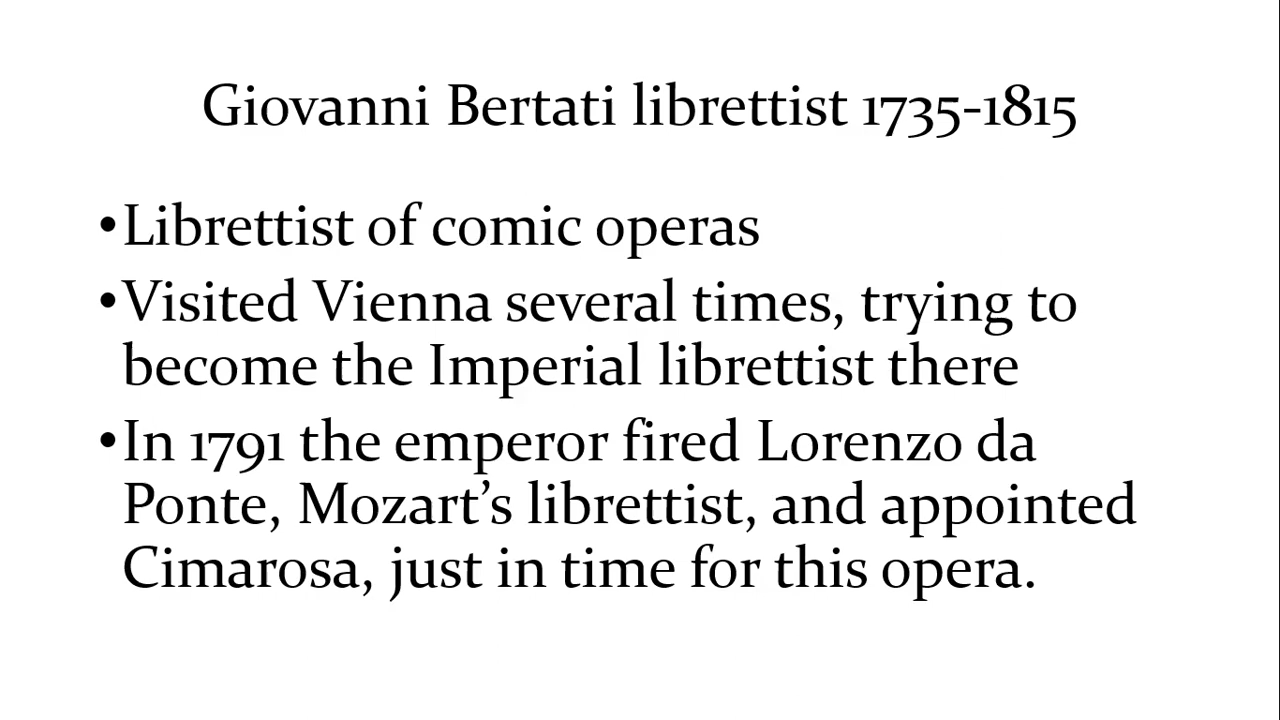 Giovanni Bertati librettist 1735-1815
•Librettist of comic operas
•Visited Vienna several times, trying to
become the Imperial librettist there
•In 1791 the emperor fired Lorenzo da
Ponte, Mozart’s librettist, and appointed
Cimarosa, just in time for this opera.